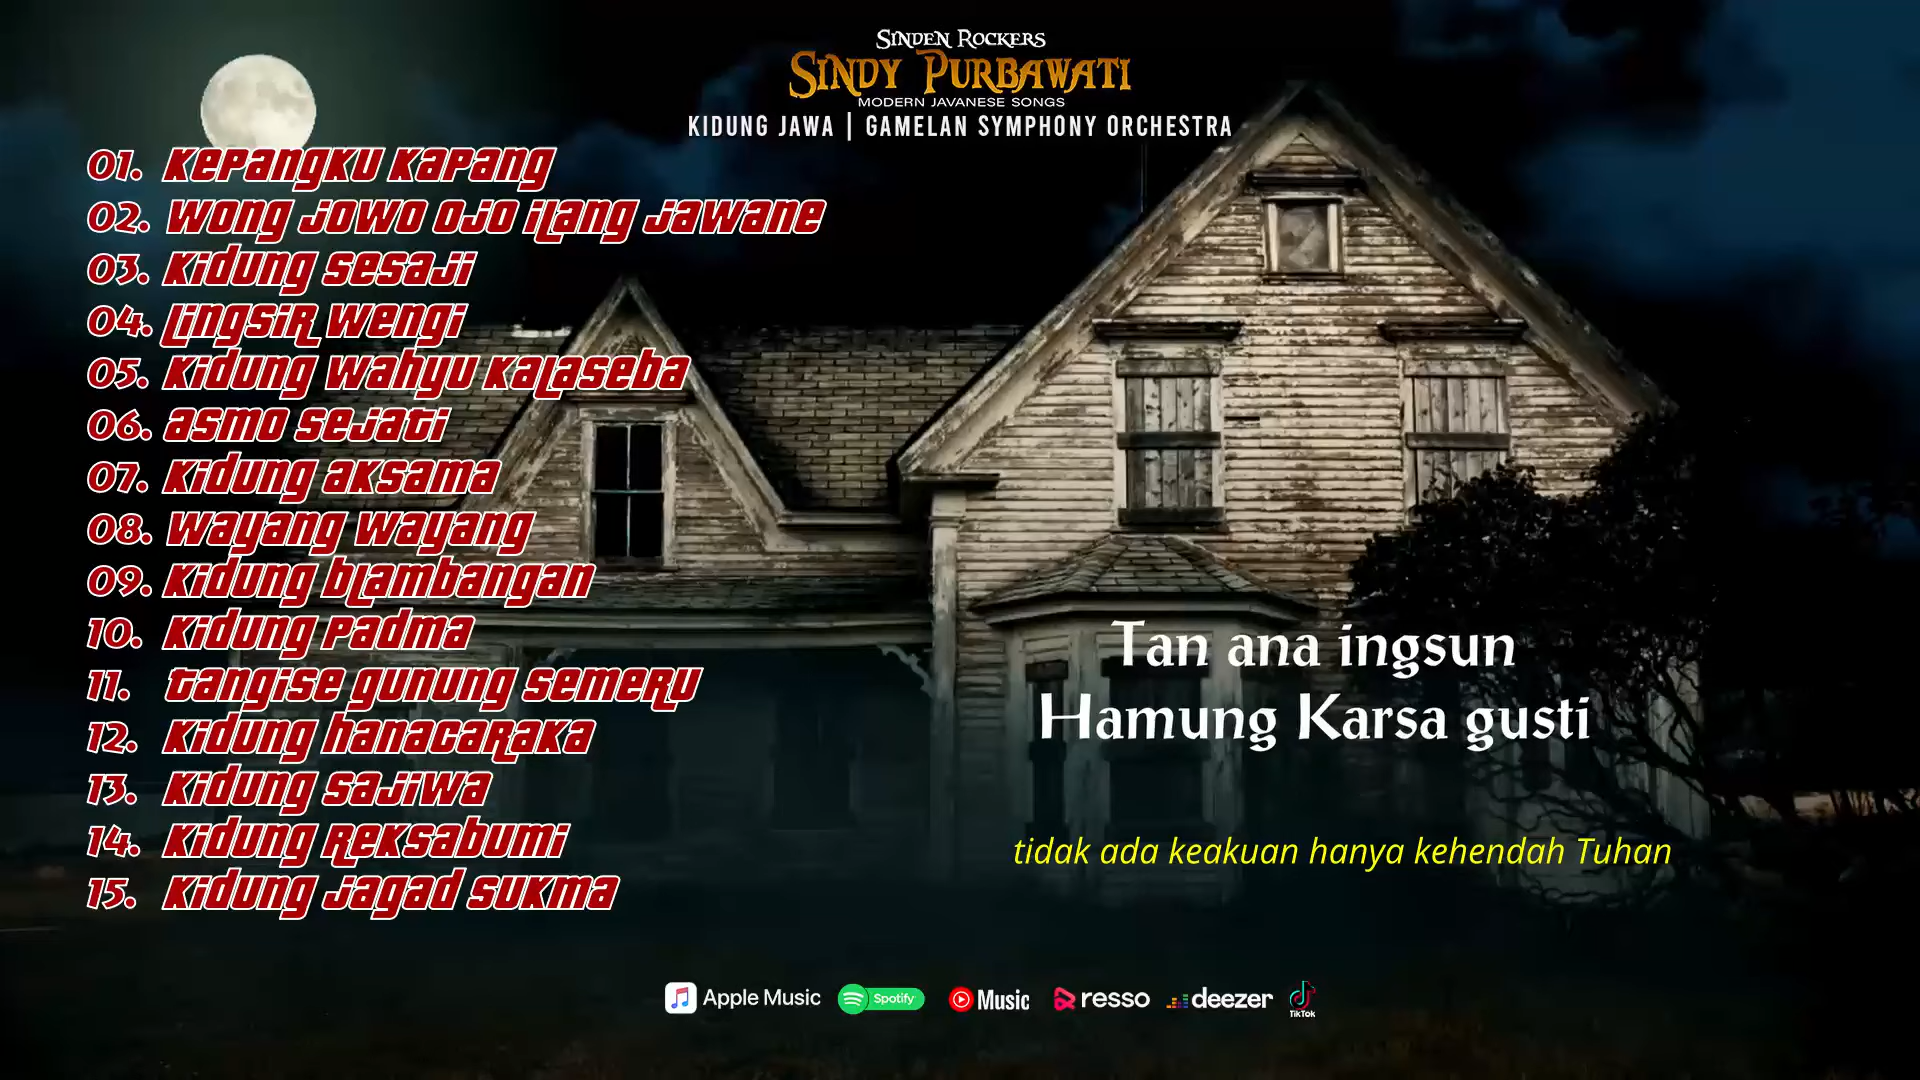 SINDEN ROCKERS
SINDY PURBAWATI
MODERN JAVANESE SONGS
KIDUNG JAWA | GAMELAN SYMPHONY ORCHESTRA
01. Kepangku Kapang
02. Wong Jowo Ojo Ilang Jawane
03. Kidung Sesaji
04. Lingsir Wengi
05. Kidung Wahyu Kalaseba
06. Asmo Sejati
07. Kidung Aksama
08. Wayang Wayang
09. Kidung Blambangan
10. Kidung Padma
11. Tangise Gunung Semeru
12. Kidung Hanacaraka
13. Kidung Sajiwa
14. Kidung Reksabumi
15. Kidung Jagad Sukma
Tan ana ingsun
Hamung Karsa gusti
tidak ada keakuan hanya kehendah Tuhan
Apple Music Spotify Music resso deezer TikTok